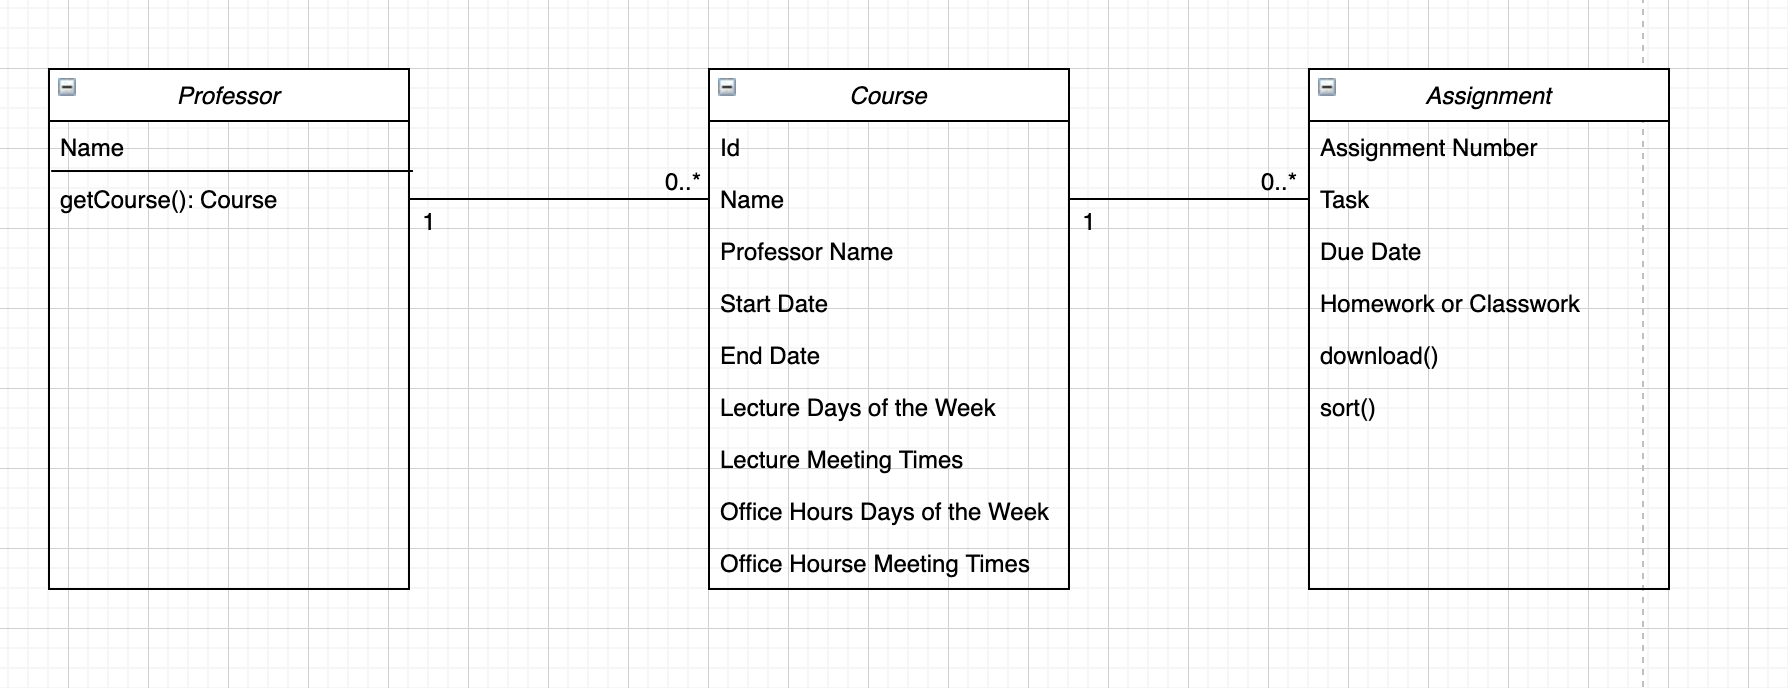 Professor
Name
getCourse(): Course
1
0..*
Course
Id
Name
Professor Name
Start Date
End Date
Lecture Days of the Week
Lecture Meeting Times
Office Hours Days of the Week
Office Hourse Meeting Times
1
0..*
Assignment
Assignment Number
Task
Due Date
Homework or Classwork
download()
sort()